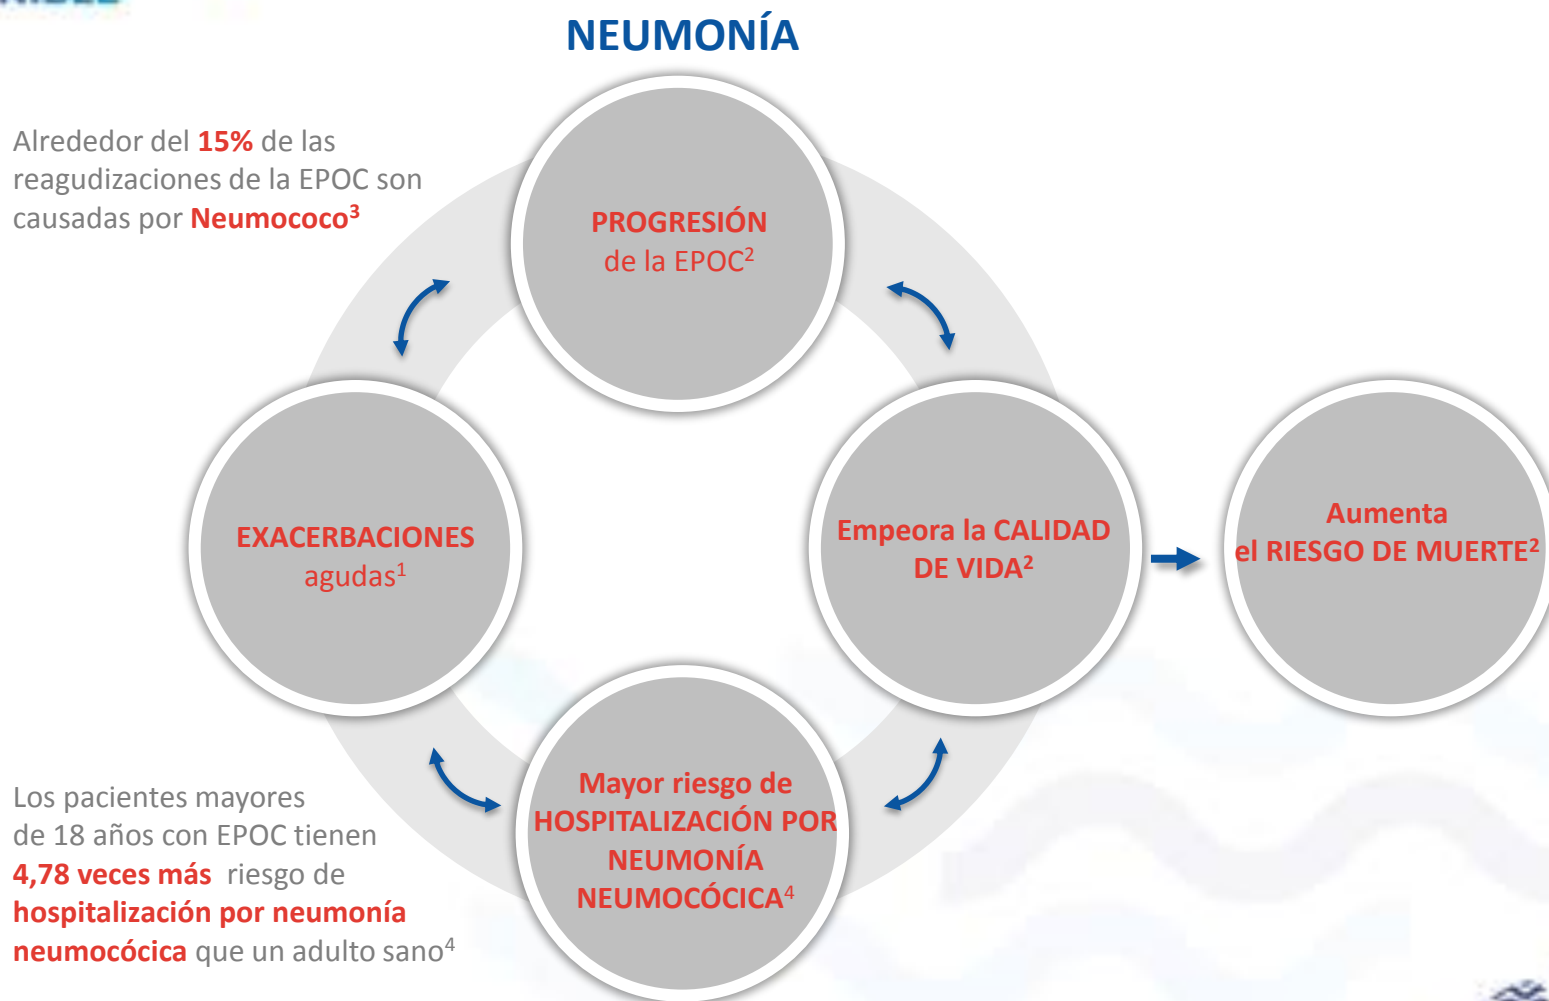 NEUMONÍA
Alrededor del 15% de las
reagudizaciones de la EPOC son
causadas por Neumococo³
PROGRESIÓN
de la EPOC²
EXACERBACIONES
agudas¹
Empeora la CALIDAD
DE VIDA²
Aumenta
el RIESGO DE MUERTE²
Mayor riesgo de
HOSPITALIZACIÓN POR
NEUMONÍA
NEUMOCÓCICA⁴
Los pacientes mayores
de 18 años con EPOC tienen
4,78 veces más riesgo de
hospitalización por neumonía
neumocócica que un adulto sano⁴